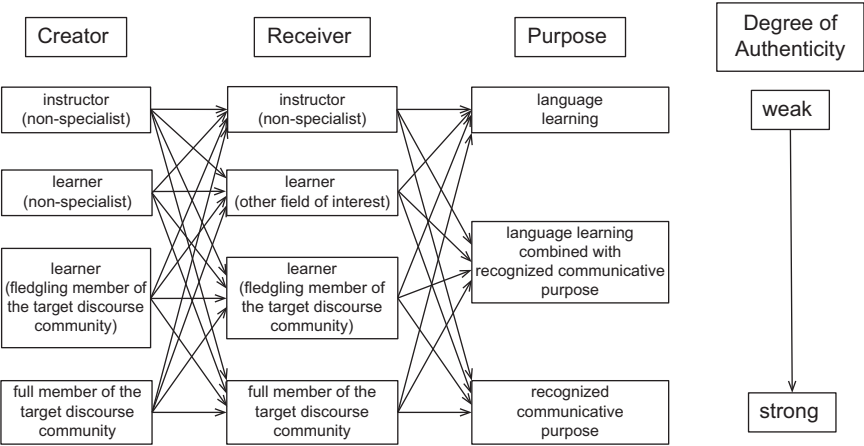 Creator
Receiver
Purpose
Degree of
Authenticity
instructor
(non-specialist)
instructor
(non-specialist)
language
learning
weak
learner
(non-specialist)
learner
(other field of interest)
language learning
combined with
recognized communicative
purpose
learner
(fledgling member of
the target discourse
community)
learner
(fledgling member of
the target discourse
community)
full member of the
target discourse
community
full member of the
target discourse
community
recognized
communicative
purpose
strong